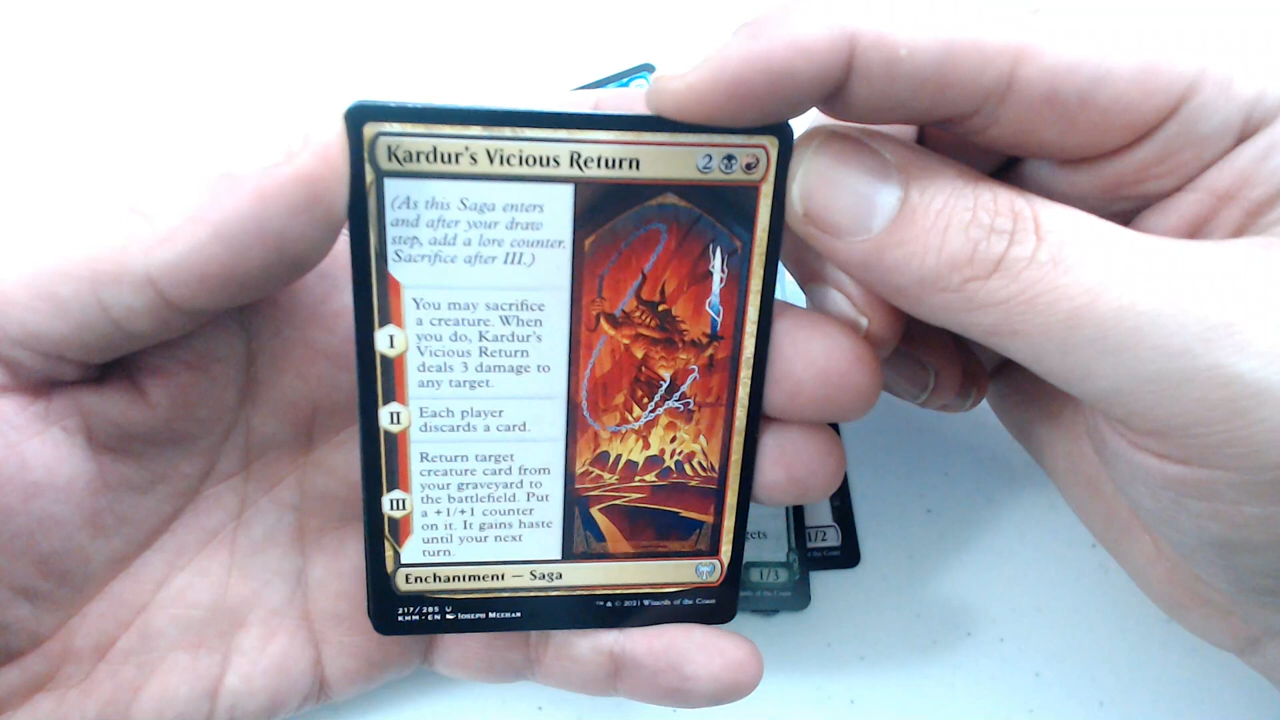 Kardur's Vicious Return 2
(As this Saga enters
and after your draw
step, add a lore counter.
Sacrifice after III.)
I
You may sacrifice
a creature. When
you do, Kardur's
Vicious Return
deals 3 damage to
any target.
II
Each player
discards a card.
III
Return target
creature card from
your graveyard to
the battlefield. Put
a +1/+1 counter
on it. It gains haste
until your next
turn.
Enchantment — Saga
217/285 U
KHM • EN Joseph Meehan
™ & © 2021 Wizards of the Coast
gets
1/3
1/2